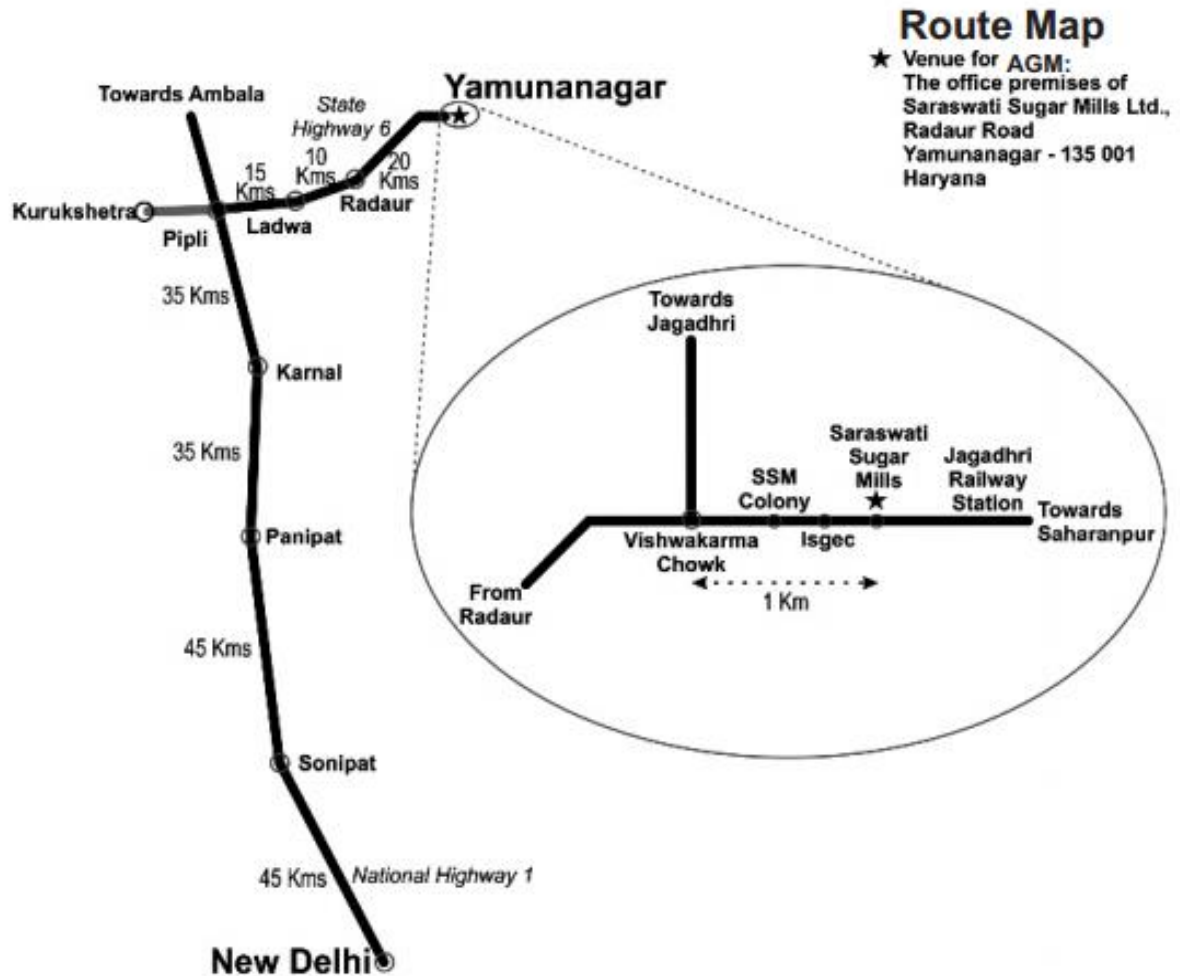 Route Map
★ Venue for AGM:
The office premises of
Saraswati Sugar Mills Ltd.,
Radaur Road
Yamunanagar - 135 001
Haryana
Yamunanagar
Towards Ambala
State
Highway 6
15
Kms
10
Kms
20
Kms
Kurukshetra
Pipli
Ladwa
Radaur
35 Kms
Karnal
35 Kms
Panipat
45 Kms
Sonipat
45 Kms
National Highway 1
New Delhi
Towards
Jagadhri
Saraswati
Sugar
Mills
SSM
Colony
Jagadhri
Railway
Station
Towards
Saharanpur
Vishwakarma
Chowk
Isgec
From
Radaur
1 Km